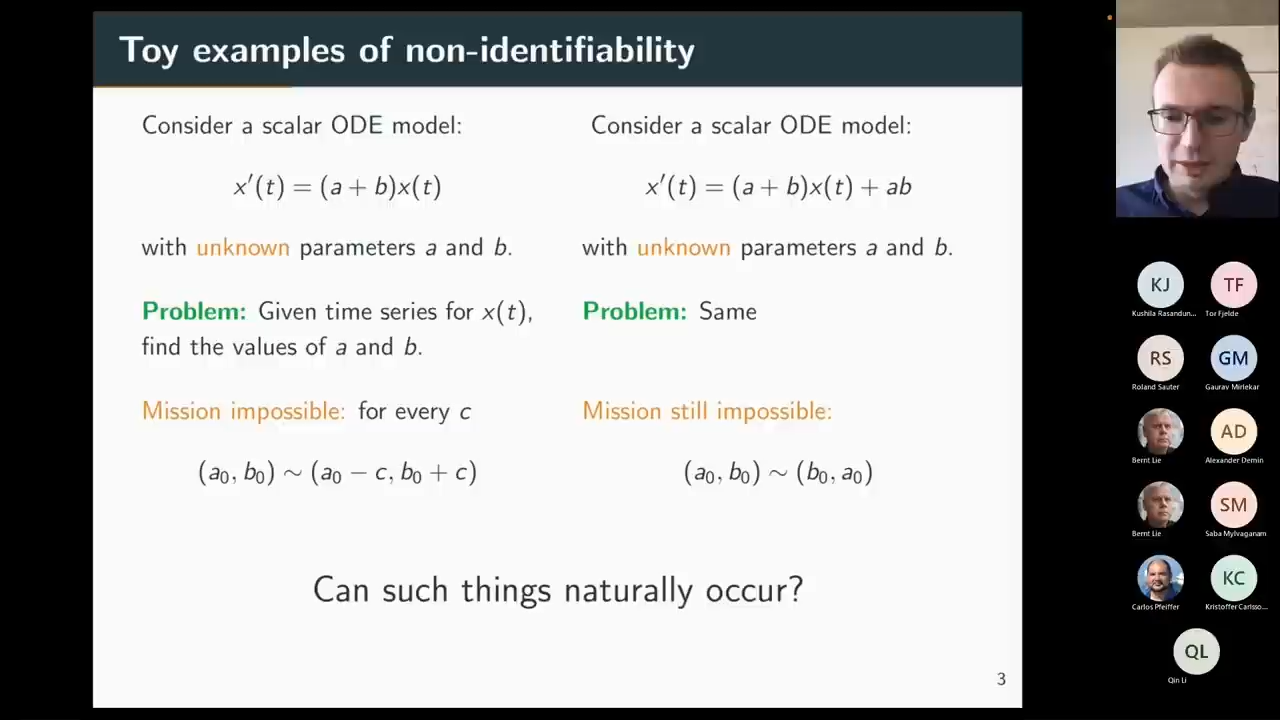 Toy examples of non-identifiability
Consider a scalar ODE model:
x′(t) = (a + b)x(t)
with unknown parameters a and b.
Problem: Given time series for x(t),
find the values of a and b.
Mission impossible: for every c
(a₀, b₀) ∼ (a₀ − c, b₀ + c)
Consider a scalar ODE model:
x′(t) = (a + b)x(t) + ab
with unknown parameters a and b.
Problem: Same
Mission still impossible:
(a₀, b₀) ∼ (b₀, a₀)
Can such things naturally occur?
3
KJ
Kushila Rasandun...
TF
Tor Fjelde
RS
Roland Sauter
GM
Gaurav Mirlekar
Bernt Lie
AD
Alexander Demin
Bernt Lie
SM
Saba Mylvaganam
Carlos Pfeiffer
KC
Kristoffer Carlsso...
QL
Qin Li